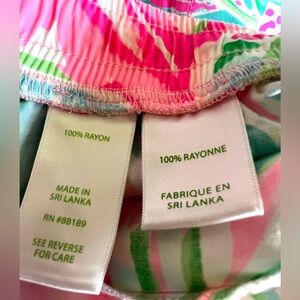 100% RAYON
MADE IN
SRI LANKA
RN #88189
SEE REVERSE
FOR CARE
100% RAYONNE
FABRIQUE EN
SRI LANKA